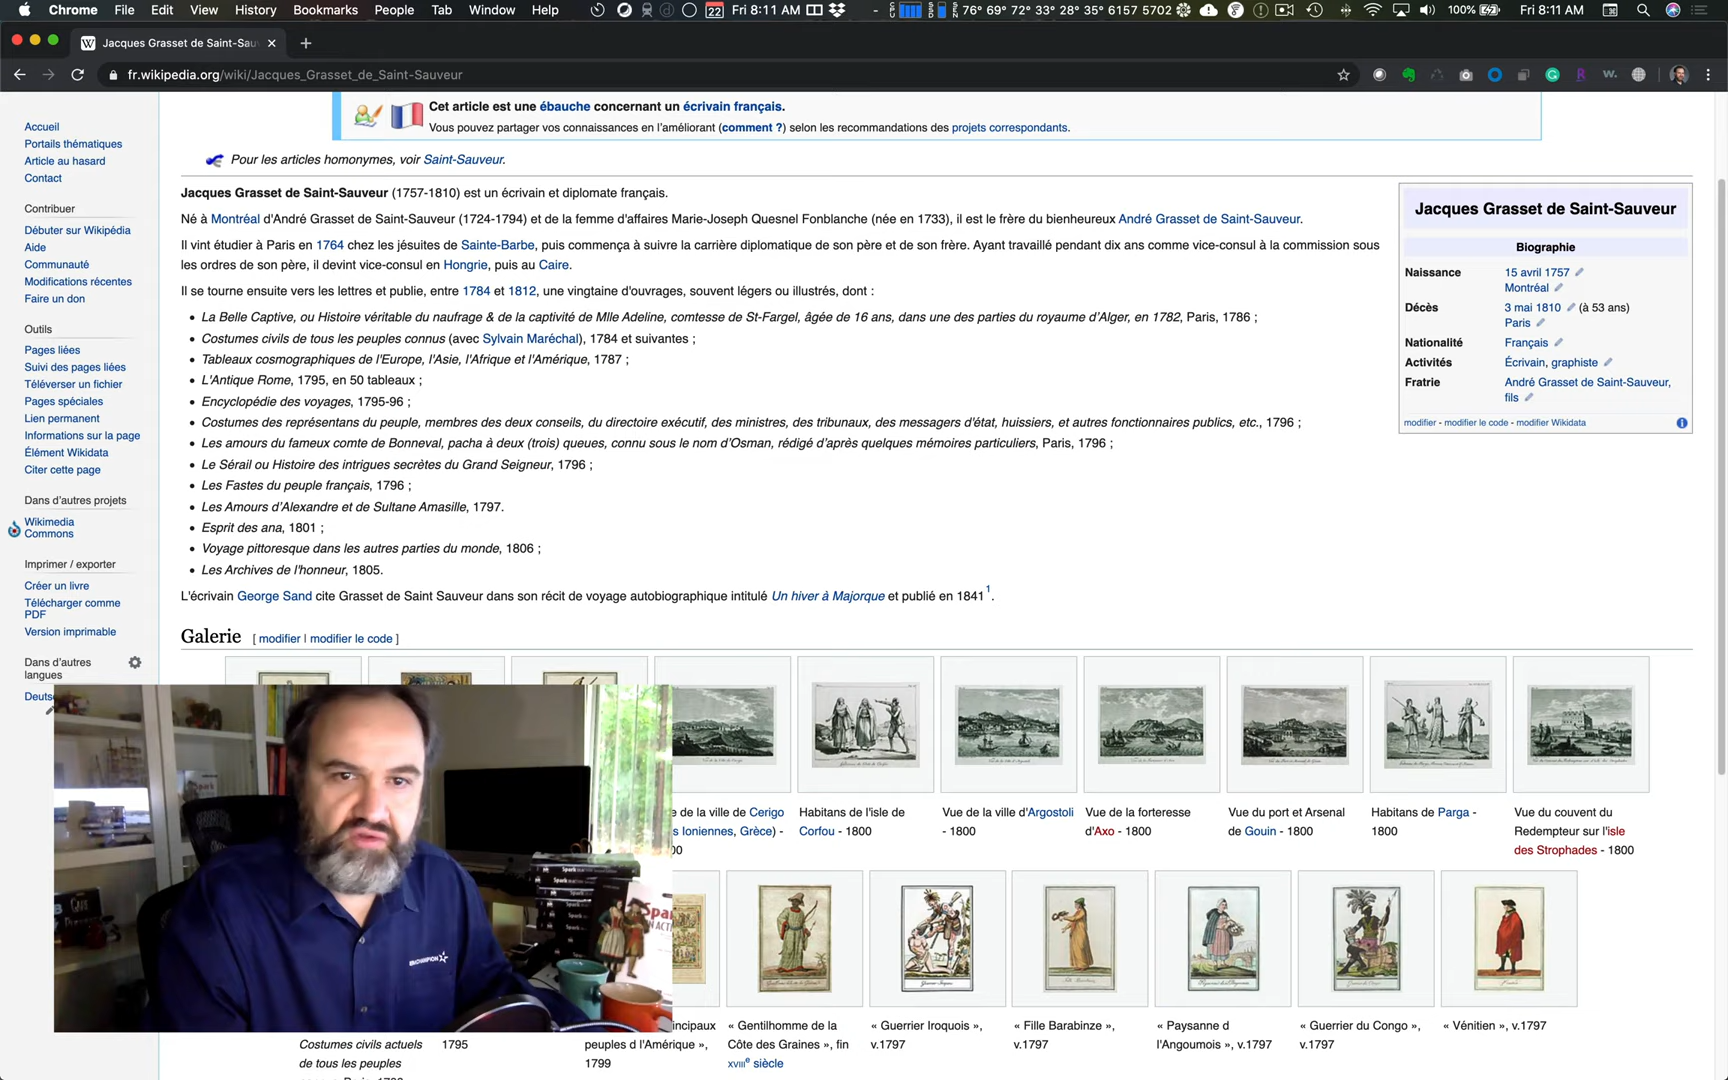 Chrome File Edit View History Bookmarks People Tab Window Help 22 Fri 8:11 AM 76° 69° 72° 33° 28° 35° 6157 5702 100% Fri 8:11 AM
Jacques Grasset de Saint-Sau
fr.wikipedia.org/wiki/Jacques_Grasset_de_Saint-Sauveur
Accueil
Portails thématiques
Article au hasard
Contact
Contribuer
Débuter sur Wikipédia
Aide
Communauté
Modifications récentes
Faire un don
Outils
Pages liées
Suivi des pages liées
Téléverser un fichier
Pages spéciales
Lien permanent
Informations sur la page
Élément Wikidata
Citer cette page
Dans d'autres projets
Wikimedia
Commons
Imprimer / exporter
Créer un livre
Télécharger comme
PDF
Version imprimable
Dans d'autres
langues
Cet article est une ébauche concernant un écrivain français.
Vous pouvez partager vos connaissances en l'améliorant (comment ?) selon les recommandations des projets correspondants.
Pour les articles homonymes, voir Saint-Sauveur.
Jacques Grasset de Saint-Sauveur (1757-1810) est un écrivain et diplomate français.
Né à Montréal d'André Grasset de Saint-Sauveur (1724-1794) et de la femme d'affaires Marie-Joseph Quesnel Fonblanche (née en 1733), il est le frère du bienheureux André Grasset de Saint-Sauveur.
Il vint étudier à Paris en 1764 chez les jésuites de Sainte-Barbe, puis commença à suivre la carrière diplomatique de son père et de son frère. Ayant travaillé pendant dix ans comme vice-consul à la commission sous
les ordres de son père, il devint vice-consul en Hongrie, puis au Caire.
Il se tourne ensuite vers les lettres et publie, entre 1784 et 1812, une vingtaine d'ouvrages, souvent légers ou illustrés, dont :
La Belle Captive, ou Histoire véritable du naufrage & de la captivité de Mlle Adeline, comtesse de St-Fargel, âgée de 16 ans, dans une des parties du royaume d'Alger, en 1782, Paris, 1786 ;
Costumes civils de tous les peuples connus (avec Sylvain Maréchal), 1784 et suivantes ;
Tableaux cosmographiques de l'Europe, l'Asie, l'Afrique et l'Amérique, 1787 ;
L'Antique Rome, 1795, en 50 tableaux ;
Encyclopédie des voyages, 1795-96 ;
Costumes des représentans du peuple, membres des deux conseils, du directoire exécutif, des ministres, des tribunaux, des messagers d'état, huissiers, et autres fonctionnaires publics, etc., 1796 ;
Les amours du fameux comte de Bonneval, pacha à deux (trois) queues, connu sous le nom d'Osman, rédigé d'après quelques mémoires particuliers, Paris, 1796 ;
Le Sérail ou Histoire des intrigues secrètes du Grand Seigneur, 1796 ;
Les Fastes du peuple français, 1796 ;
Les Amours d'Alexandre et de Sultane Amasille, 1797.
Esprit des ana, 1801 ;
Voyage pittoresque dans les autres parties du monde, 1806 ;
Les Archives de l'honneur, 1805.
L'écrivain George Sand cite Grasset de Saint Sauveur dans son récit de voyage autobiographique intitulé Un hiver à Majorque et publié en 1841 1.
Jacques Grasset de Saint-Sauveur
Biographie
Naissance 15 avril 1757
Montréal
Décès 3 mai 1810 (à 53 ans)
Paris
Nationalité Français
Activités Écrivain, graphiste
Fratrie André Grasset de Saint-Sauveur,
fils
modifier - modifier le code - modifier Wikidata
Galerie [ modifier | modifier le code ]
e de la ville de Cerigo
s Ioniennes, Grèce) -
00
Habitans de l'isle de
Corfou - 1800
Vue de la ville d'Argostoli
- 1800
Vue de la forteresse
d'Axo - 1800
Vue du port et Arsenal
de Gouin - 1800
Habitans de Parga -
1800
Vue du couvent du
Redempteur sur l'isle
des Strophades - 1800
Costumes civils actuels
de tous les peuples
1795
incipaux
peuples d l'Amérique »,
1799
« Gentilhomme de la
Côte des Graines », fin
XVIIIe siècle
« Guerrier Iroquois »,
v.1797
« Fille Barabinze »,
v.1797
« Paysanne d
l'Angoumois », v.1797
« Guerrier du Congo »,
v.1797
« Vénitien », v.1797